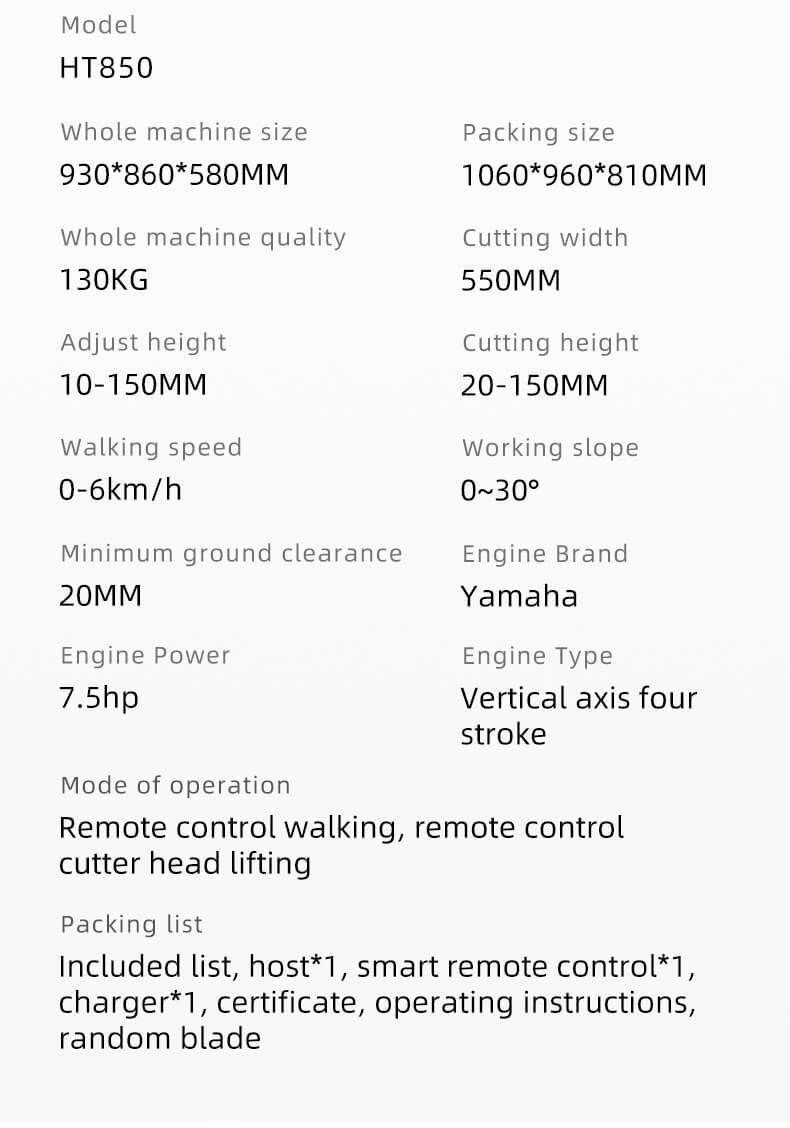 Model
HT850
Whole machine size
930*860*580MM
Packing size
1060*960*810MM
Whole machine quality
130KG
Cutting width
550MM
Adjust height
10-150MM
Cutting height
20-150MM
Walking speed
0-6km/h
Working slope
0~30°
Minimum ground clearance
20MM
Engine Brand
Yamaha
Engine Power
7.5hp
Engine Type
Vertical axis four
stroke
Mode of operation
Remote control walking, remote control
cutter head lifting
Packing list
Included list, host*1, smart remote control*1,
charger*1, certificate, operating instructions,
random blade